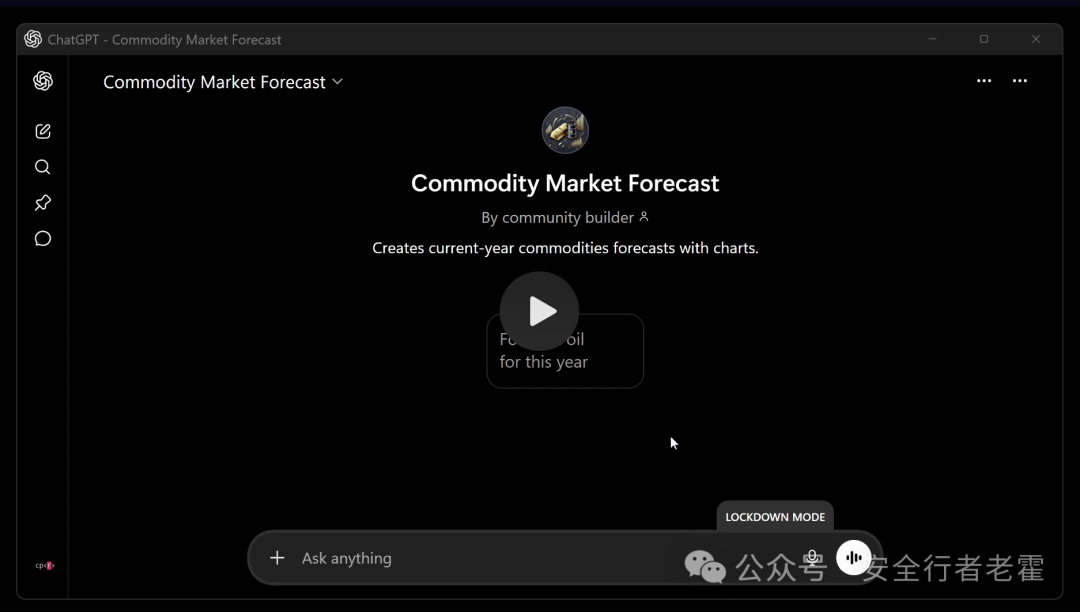 ChatGPT - Commodity Market Forecast
Commodity Market Forecast
Commodity Market Forecast
By community builder
Creates current-year commodities forecasts with charts.
oil
for this year
LOCKDOWN MODE
Ask anything
公众号 安全行者老霍
cp<r>